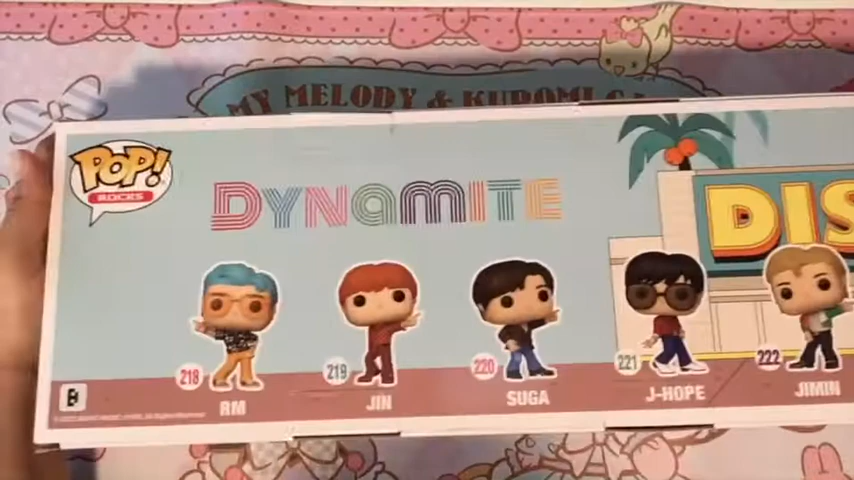 MY MELODY & KUROMI
POP!
ROCKS
DYNAMITE
DIS
218
RM
219
JIN
220
SUGA
221
J-HOPE
222
JIMIN
B